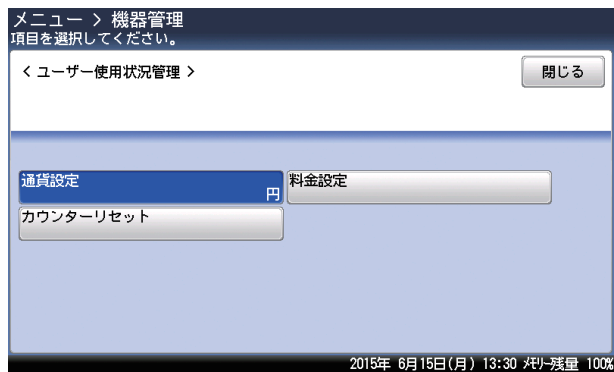 メニュー > 機器管理
項目を選択してください。
< ユーザー使用状況管理 >
閉じる
通貨設定
円
料金設定
カウンターリセット
2015年 6月15日(月) 13:30 メモリー残量 100%